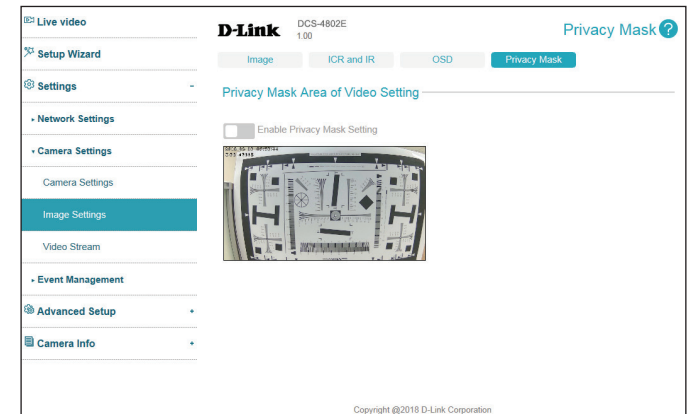 Live video
Setup Wizard
Settings -
Network Settings
Camera Settings
Camera Settings
Image Settings
Video Stream
Event Management
Advanced Setup +
Camera Info +
D-Link DCS-4802E
1.00
Privacy Mask ?
Image ICR and IR OSD Privacy Mask
Privacy Mask Area of Video Setting
Enable Privacy Mask Setting
Copyright @2018 D-Link Corporation